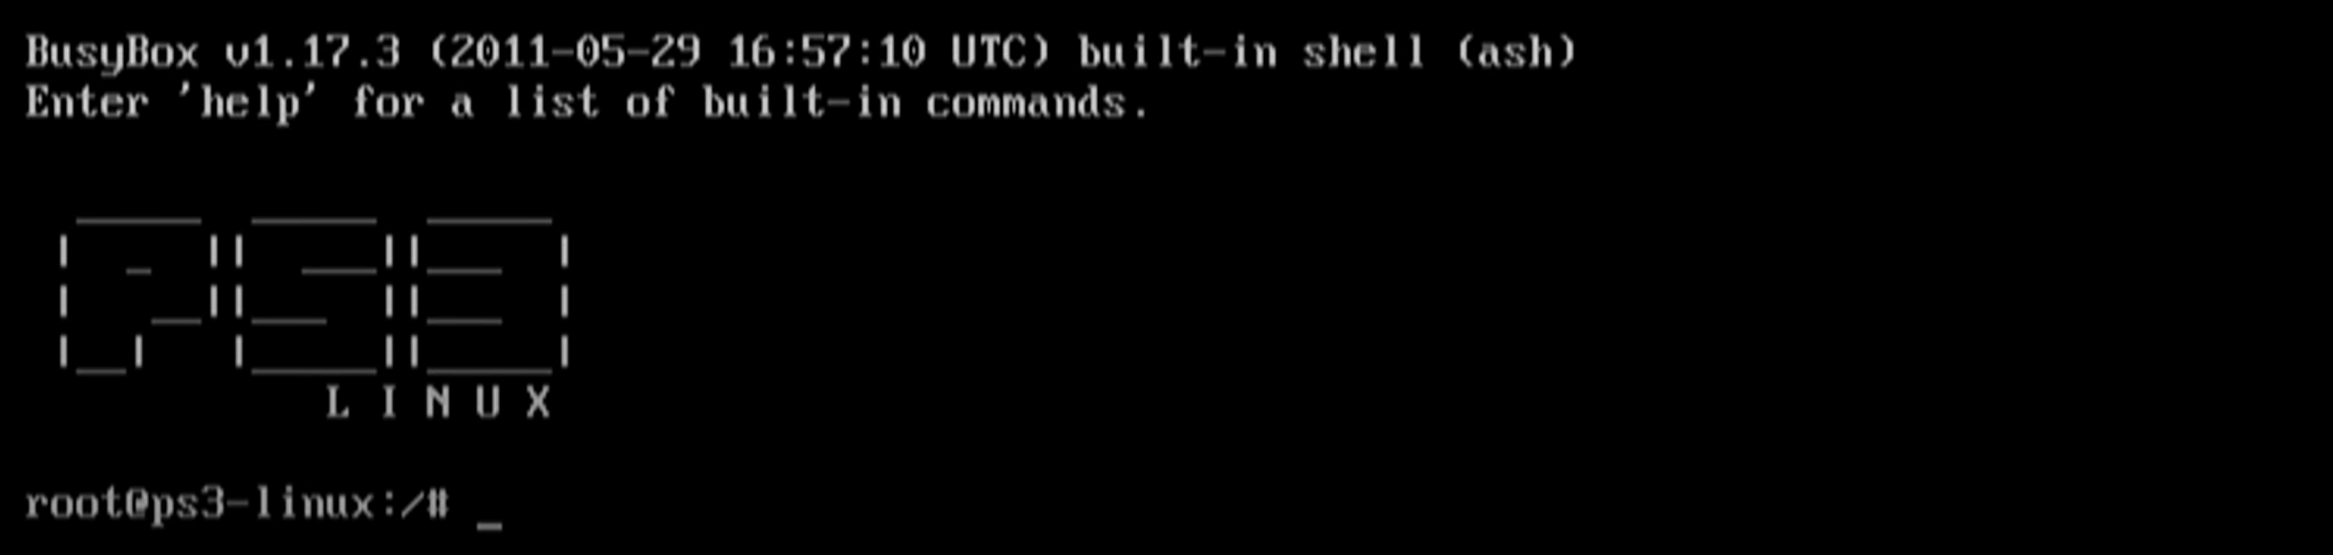 BusyBox v1.17.3 (2011-05-29 16:57:10 UTC) built-in shell (ash)
Enter 'help' for a list of built-in commands.
PS3
L I N U X
root@ps3-linux:/# _